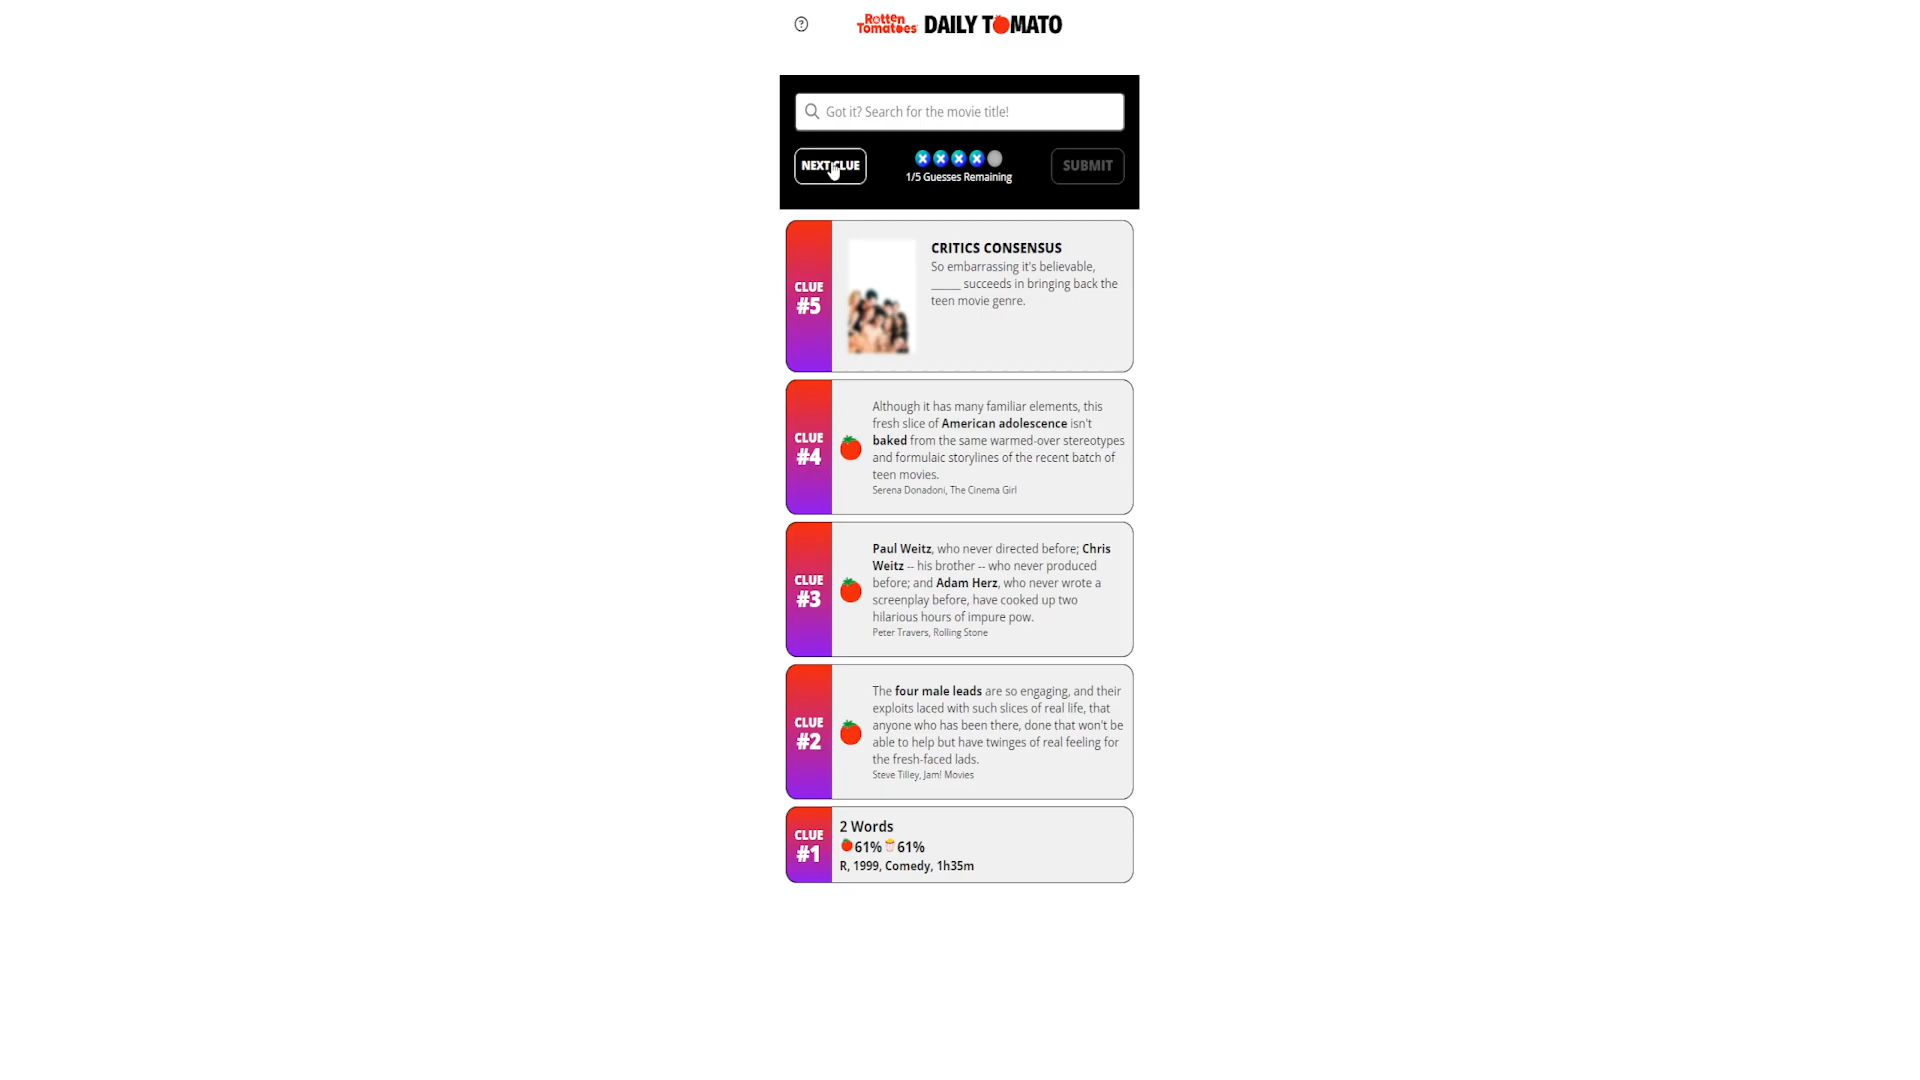 Rotten Tomatoes DAILY TOMATO
Got it? Search for the movie title!
NEXT CLUE
1/5 Guesses Remaining
SUBMIT
CLUE #5
CRITICS CONSENSUS
So embarrassing it's believable,
_____ succeeds in bringing back the
teen movie genre.
CLUE #4
Although it has many familiar elements, this
fresh slice of American adolescence isn't
baked from the same warmed-over stereotypes
and formulaic storylines of the recent batch of
teen movies.
Serena Donadoni, The Cinema Girl
CLUE #3
Paul Weitz, who never directed before; Chris
Weitz -- his brother -- who never produced
before; and Adam Herz, who never wrote a
screenplay before, have cooked up two
hilarious hours of impure pow.
Peter Travers, Rolling Stone
CLUE #2
The four male leads are so engaging, and their
exploits laced with such slices of real life, that
anyone who has been there, done that won't be
able to help but have twinges of real feeling for
the fresh-faced lads.
Steve Tilley, Jam! Movies
CLUE #1
2 Words
61% 61%
R, 1999, Comedy, 1h35m